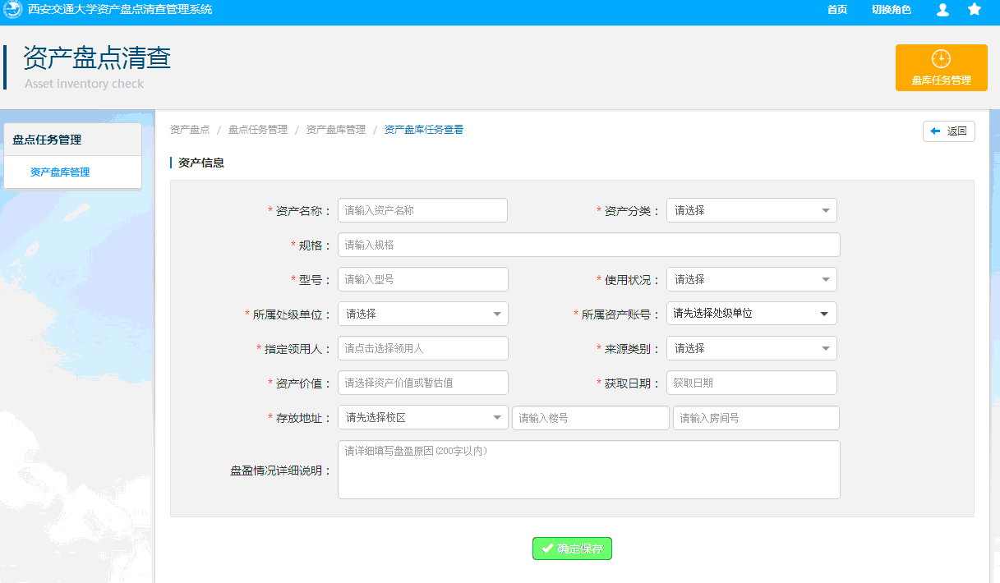 西安交通大学资产盘点清查管理系统 首页 切换角色
资产盘点清查
Asset inventory check
盘库任务管理
盘点任务管理
资产盘库管理
资产盘点 / 盘点任务管理 / 资产盘库管理 / 资产盘库任务查看
返回
资产信息
* 资产名称： 请输入资产名称 * 资产分类： 请选择
* 规格： 请输入规格
* 型号： 请输入型号 * 使用状况： 请选择
* 所属处级单位： 请选择 * 所属资产账号： 请先选择处级单位
* 指定领用人： 请点击选择领用人 * 来源类别： 请选择
* 资产价值： 请选择资产价值或暂估值 * 获取日期： 获取日期
* 存放地址： 请先选择校区 请输入楼号 请输入房间号
盘盈情况详细说明： 请详细填写盘盈原因(200字以内)
确定保存